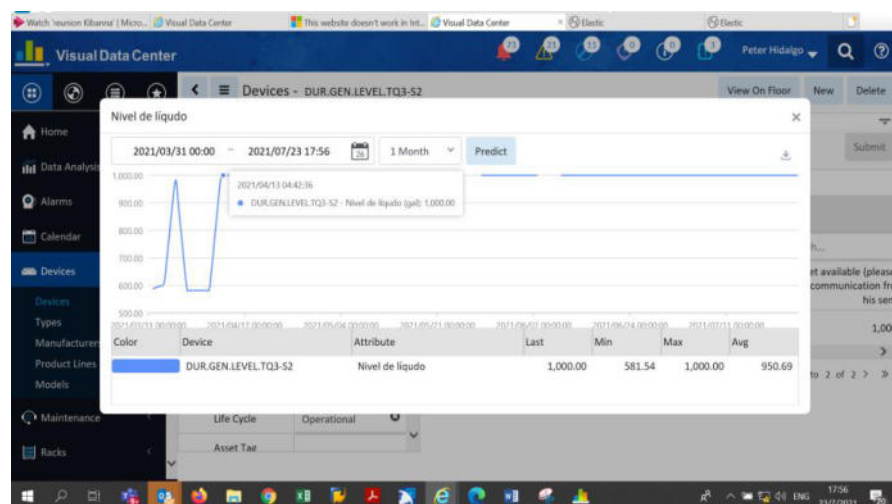 Watch 'reunion Kibanna' | Micro...
Visual Data Center
This website doesn't work in Int...
Visual Data Center
Elastic
Elastic
Visual Data Center
73
21
13
Peter Hidalgo
Devices - DUR.GEN.LEVEL.TQ3-S2
View On Floor
New
Delete
Home
Data Analysis
Alarms
Calendar
Devices
Devices
Types
Manufacturers
Product Lines
Models
Maintenance
Racks
Submit
Nivel de líqudo
2021/03/31 00:00 - 2021/07/23 17:56
26
1 Month
Predict
1,000.00
900.00
800.00
700.00
600.00
500.00
2021/04/13 04:42:36
DUR.GEN.LEVEL.TQ3-S2 - Nivel de líqudo (gal): 1,000.00
2021/03/31 00:00:00
2021/04/17 00:00:00
2021/05/04 00:00:00
2021/05/21 00:00:00
2021/06/07 00:00:00
2021/06/24 00:00:00
2021/07/11 00:00:00
Color Device Attribute Last Min Max Avg
DUR.GEN.LEVEL.TQ3-S2 Nivel de líqudo 1,000.00 581.54 1,000.00 950.69
et available (please
communication fr
his sen
1,00
to 2 of 2
Life Cycle
Operational
Asset Tag
ENG
17:56
23/7/2021